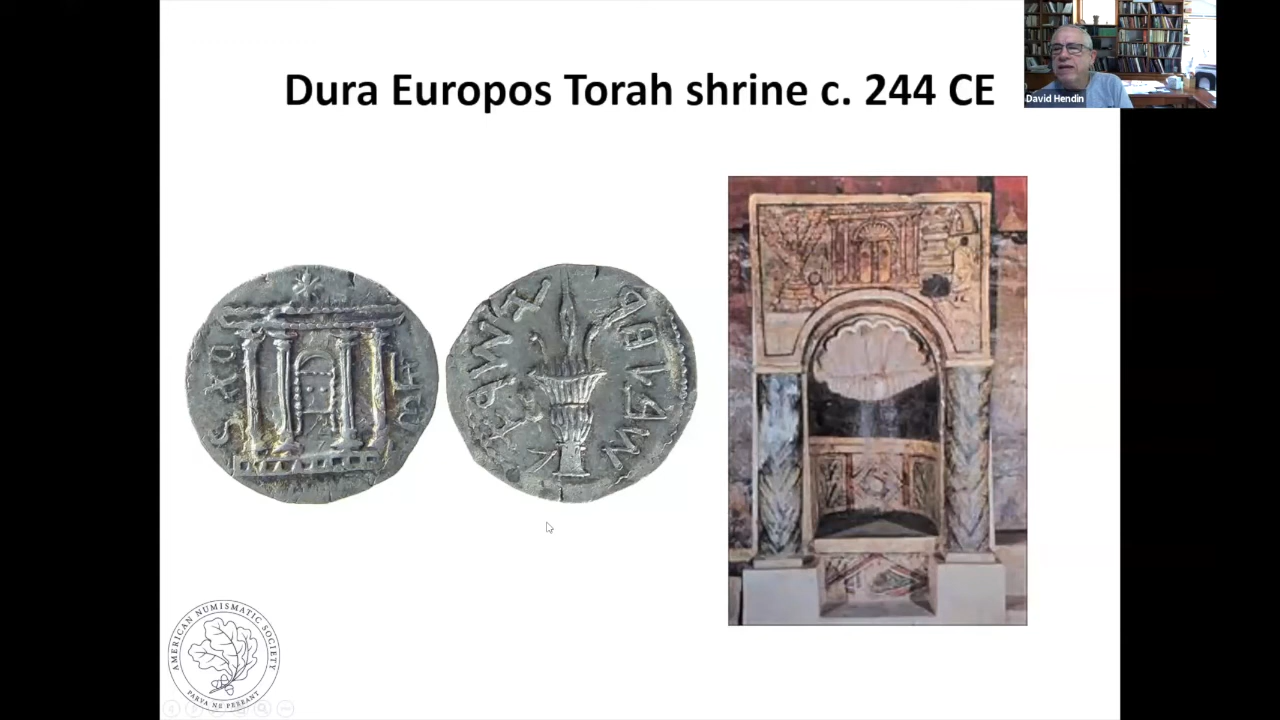 Dura Europos Torah shrine c. 244 CE
David Hendin
AMERICAN NUMISMATIC SOCIETY
PARVA NE PEREANT